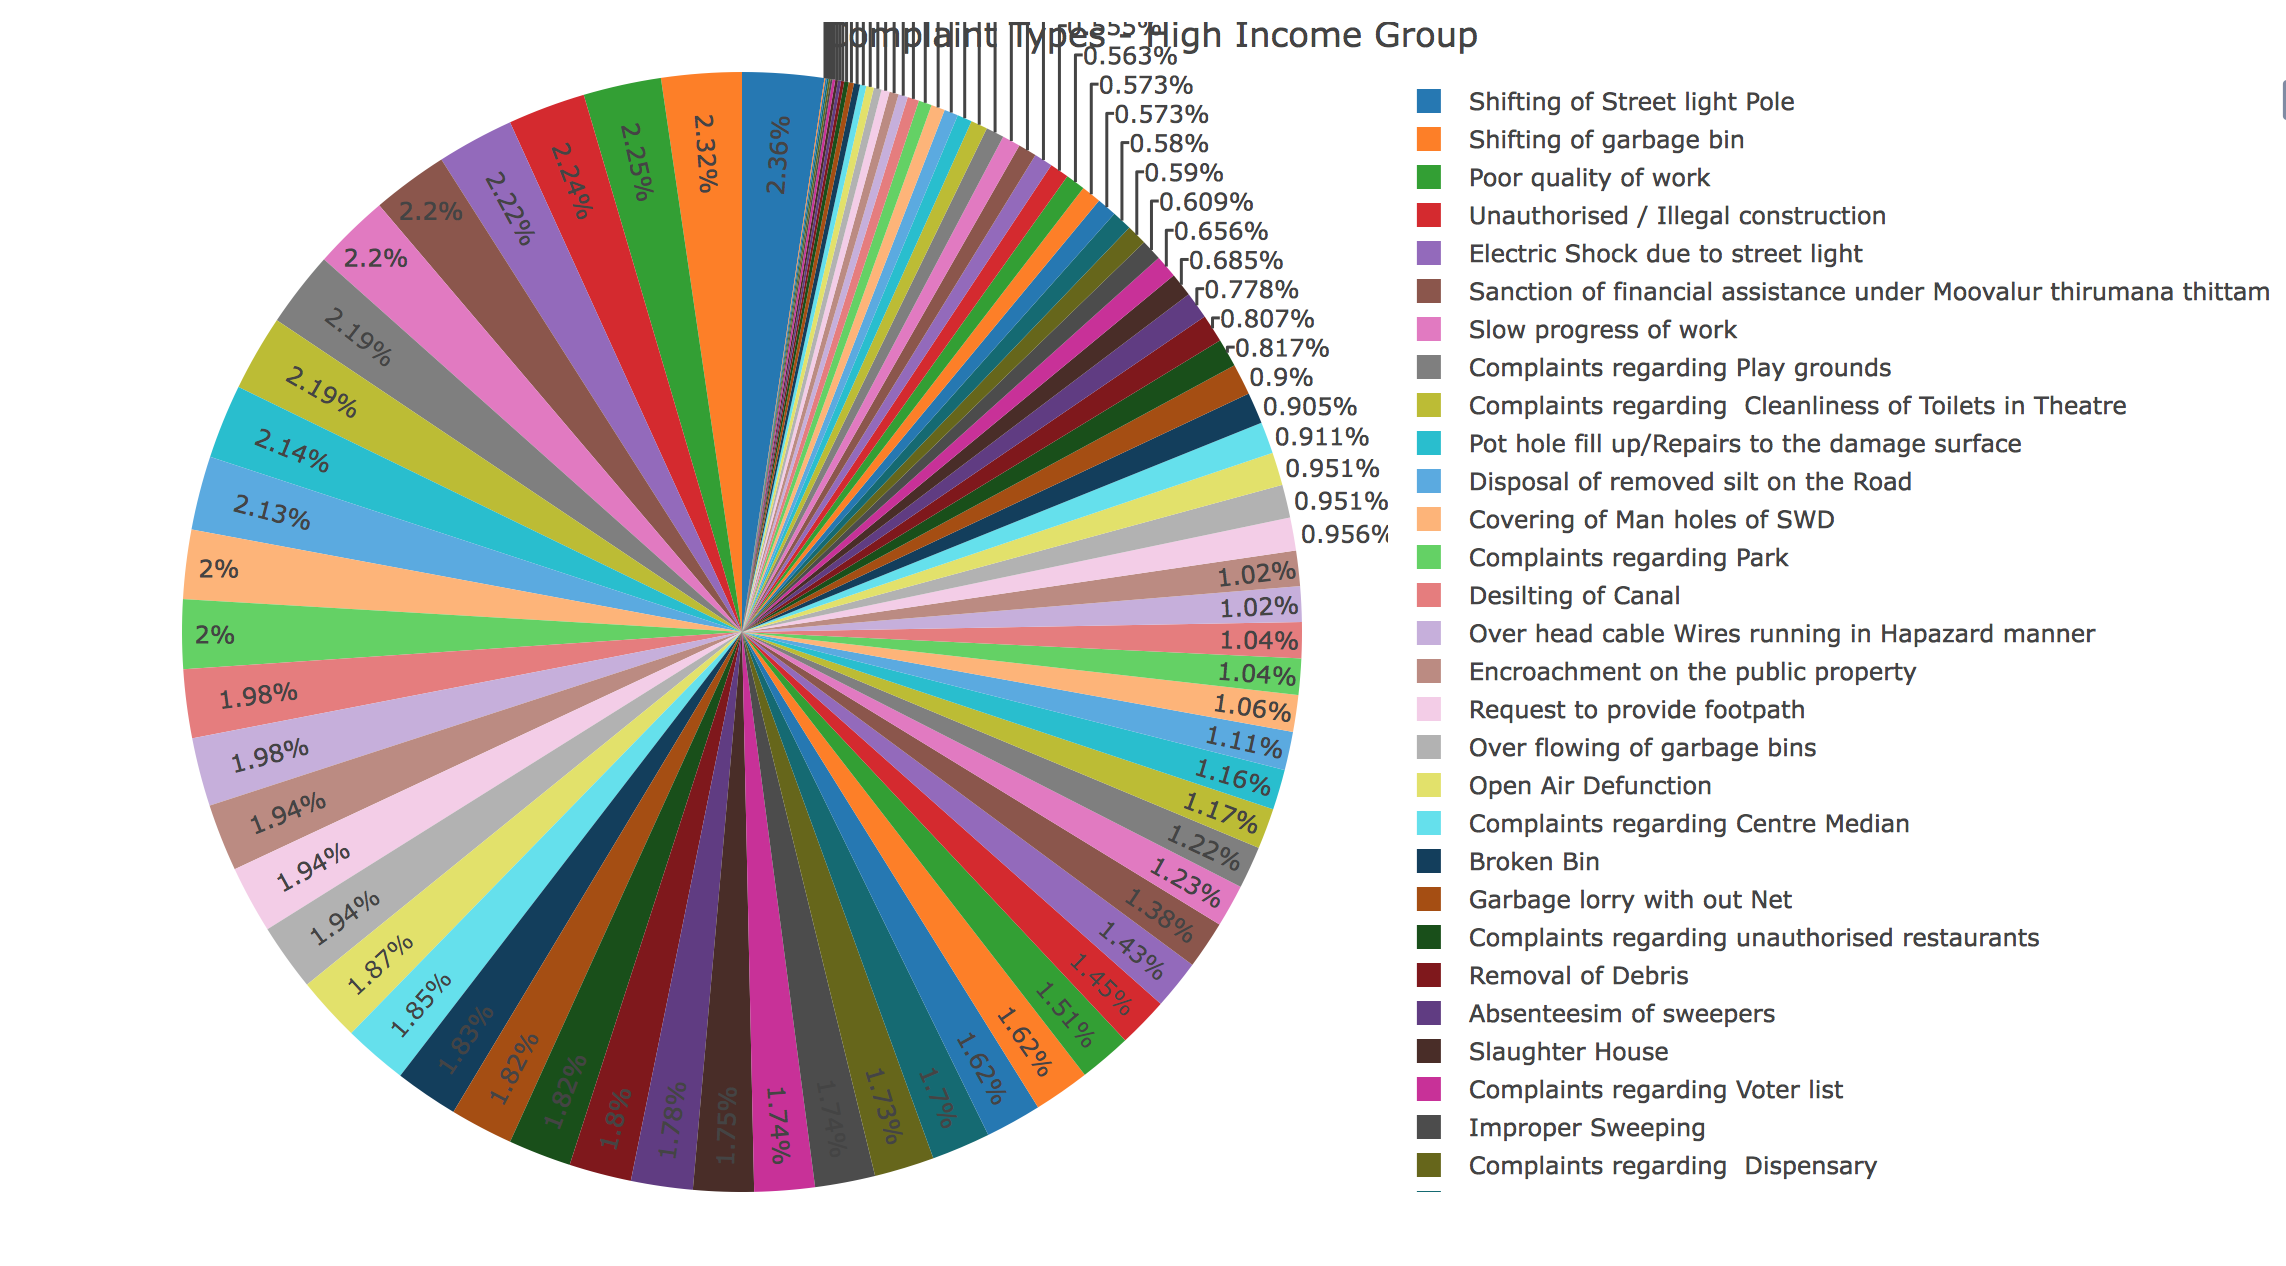 Complaint Types - High Income Group
0.555%
0.563%
0.573%
0.573%
0.58%
0.59%
0.609%
0.656%
0.685%
0.778%
0.807%
0.817%
0.9%
0.905%
0.911%
0.951%
0.951%
0.956%
1.02%
1.02%
1.04%
1.04%
1.06%
1.11%
1.16%
1.17%
1.22%
1.23%
1.38%
1.43%
1.45%
1.51%
1.62%
1.62%
1.7%
1.73%
1.74%
1.74%
1.75%
1.78%
1.8%
1.82%
1.82%
1.83%
1.85%
1.87%
1.94%
1.94%
1.94%
1.98%
1.98%
2%
2%
2.13%
2.14%
2.19%
2.19%
2.2%
2.2%
2.22%
2.24%
2.25%
2.32%
2.36%
Shifting of Street light Pole
Shifting of garbage bin
Poor quality of work
Unauthorised / Illegal construction
Electric Shock due to street light
Sanction of financial assistance under Moovalur thirumana thittam
Slow progress of work
Complaints regarding Play grounds
Complaints regarding  Cleanliness of Toilets in Theatre
Pot hole fill up/Repairs to the damage surface
Disposal of removed silt on the Road
Covering of Man holes of SWD
Complaints regarding Park
Desilting of Canal
Over head cable Wires running in Hapazard manner
Encroachment on the public property
Request to provide footpath
Over flowing of garbage bins
Open Air Defunction
Complaints regarding Centre Median
Broken Bin
Garbage lorry with out Net
Complaints regarding unauthorised restaurants
Removal of Debris
Absenteesim of sweepers
Slaughter House
Complaints regarding Voter list
Improper Sweeping
Complaints regarding  Dispensary